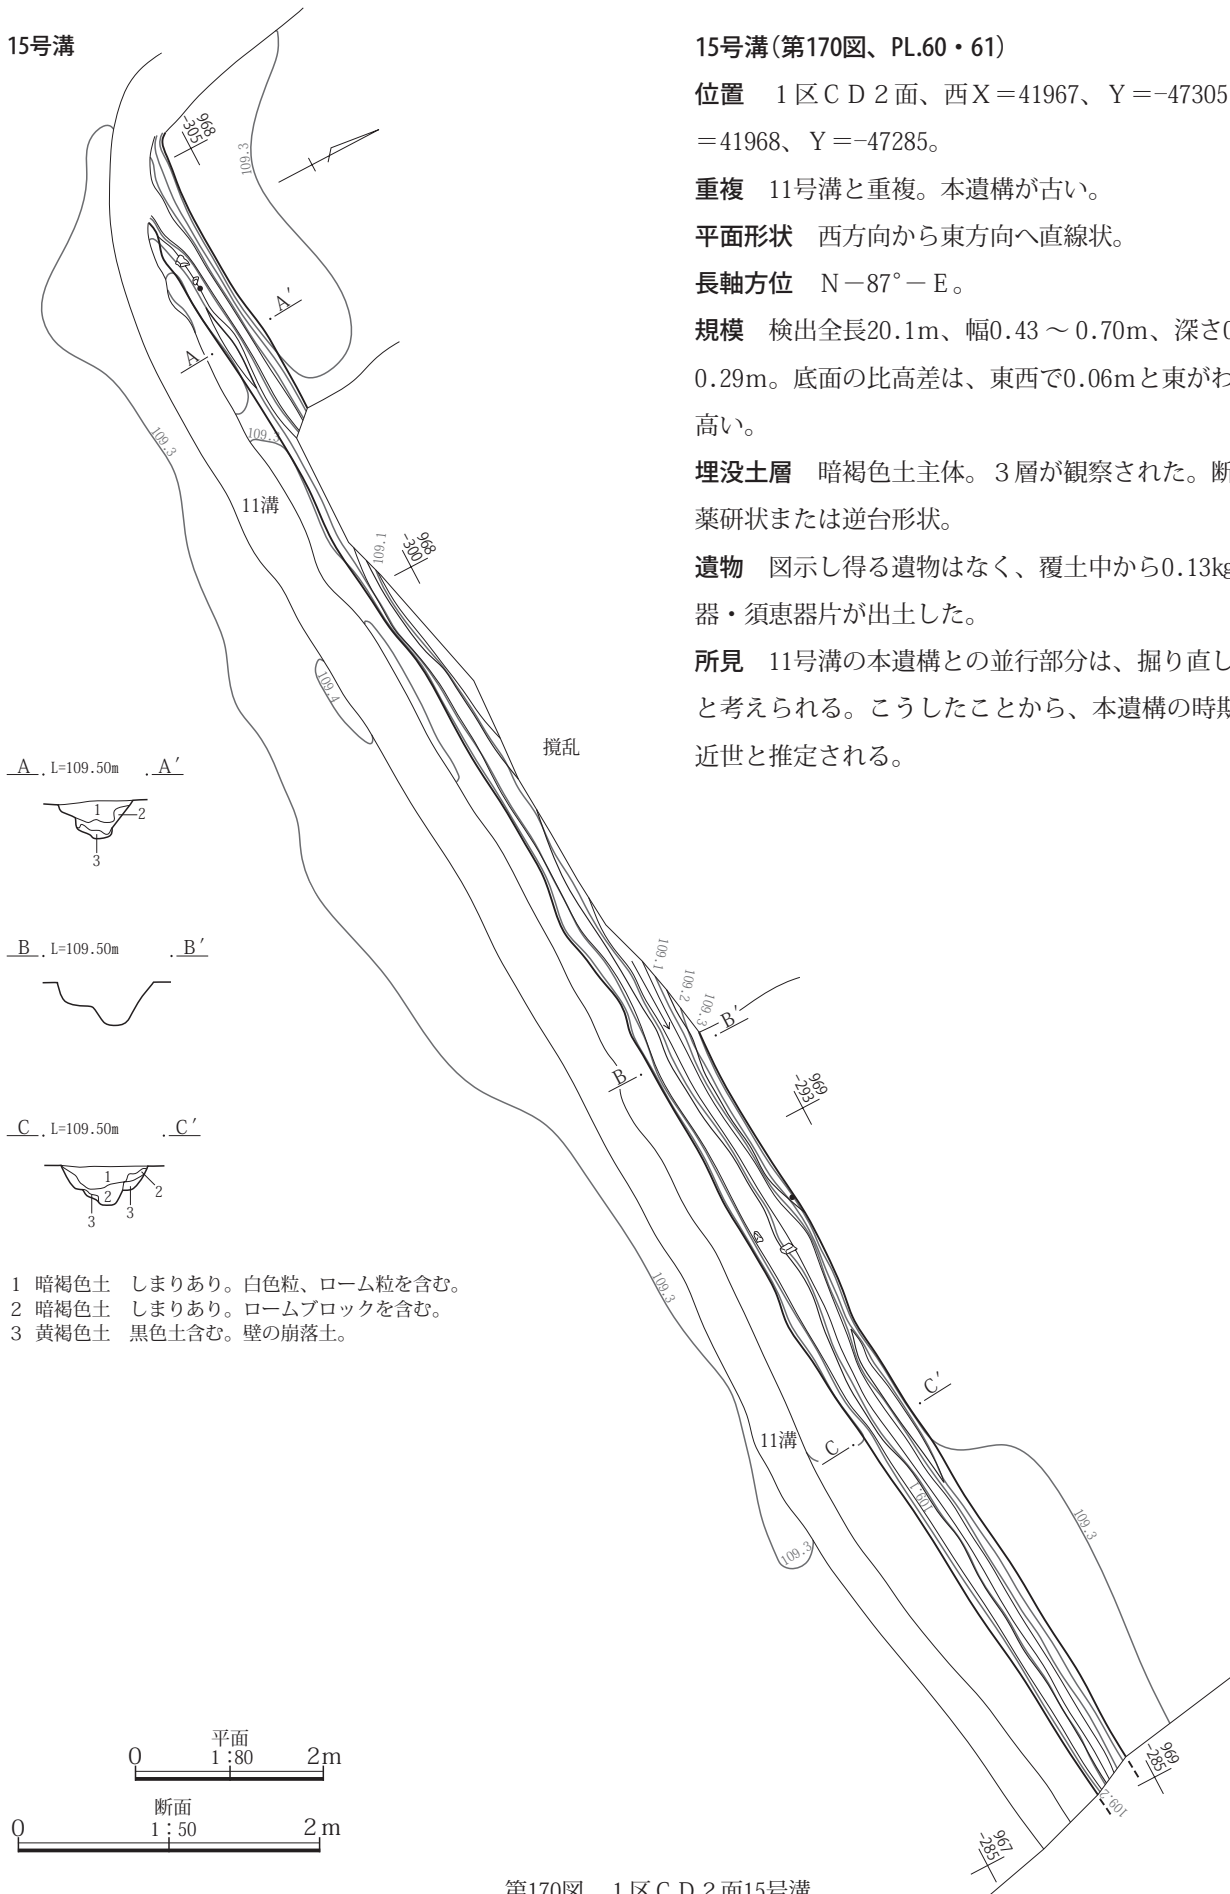 15号溝
15号溝（第170図、PL.60・61）
位置　１区ＣＤ２面、西Ｘ＝41967、Ｙ＝−47305
＝41968、Ｙ＝−47285。
重複　11号溝と重複。本遺構が古い。
平面形状　西方向から東方向へ直線状。
長軸方位　Ｎ−87°−Ｅ。
規模　検出全長20.1m、幅0.43～0.70m、深さ0
0.29m。底面の比高差は、東西で0.06mと東がわ
高い。
埋没土層　暗褐色土主体。３層が観察された。断
薬研状または逆台形状。
遺物　図示し得る遺物はなく、覆土中から0.13kg
器・須恵器片が出土した。
所見　11号溝の本遺構との並行部分は、掘り直し
と考えられる。こうしたことから、本遺構の時期
近世と推定される。
968
-305
109.3
A′
A
109.3
109.
11溝
109.1
968
-300
109.4
撹乱
A L=109.50m A′
1
2
3
109.1
109.2
109.3
B′
B L=109.50m B′
B
969
-293
C L=109.50m C′
1
2
2
3
3
109.3
1 暗褐色土　しまりあり。白色粒、ローム粒を含む。
2 暗褐色土　しまりあり。ロームブロックを含む。
3 黄褐色土　黒色土含む。壁の崩落土。
C′
11溝
C
109.1
109.3
109.3
平面
0 1：80 2m
969
-285
109.2
断面
0 1：50 2m
967
-285
第170図　１区ＣＤ２面15号溝